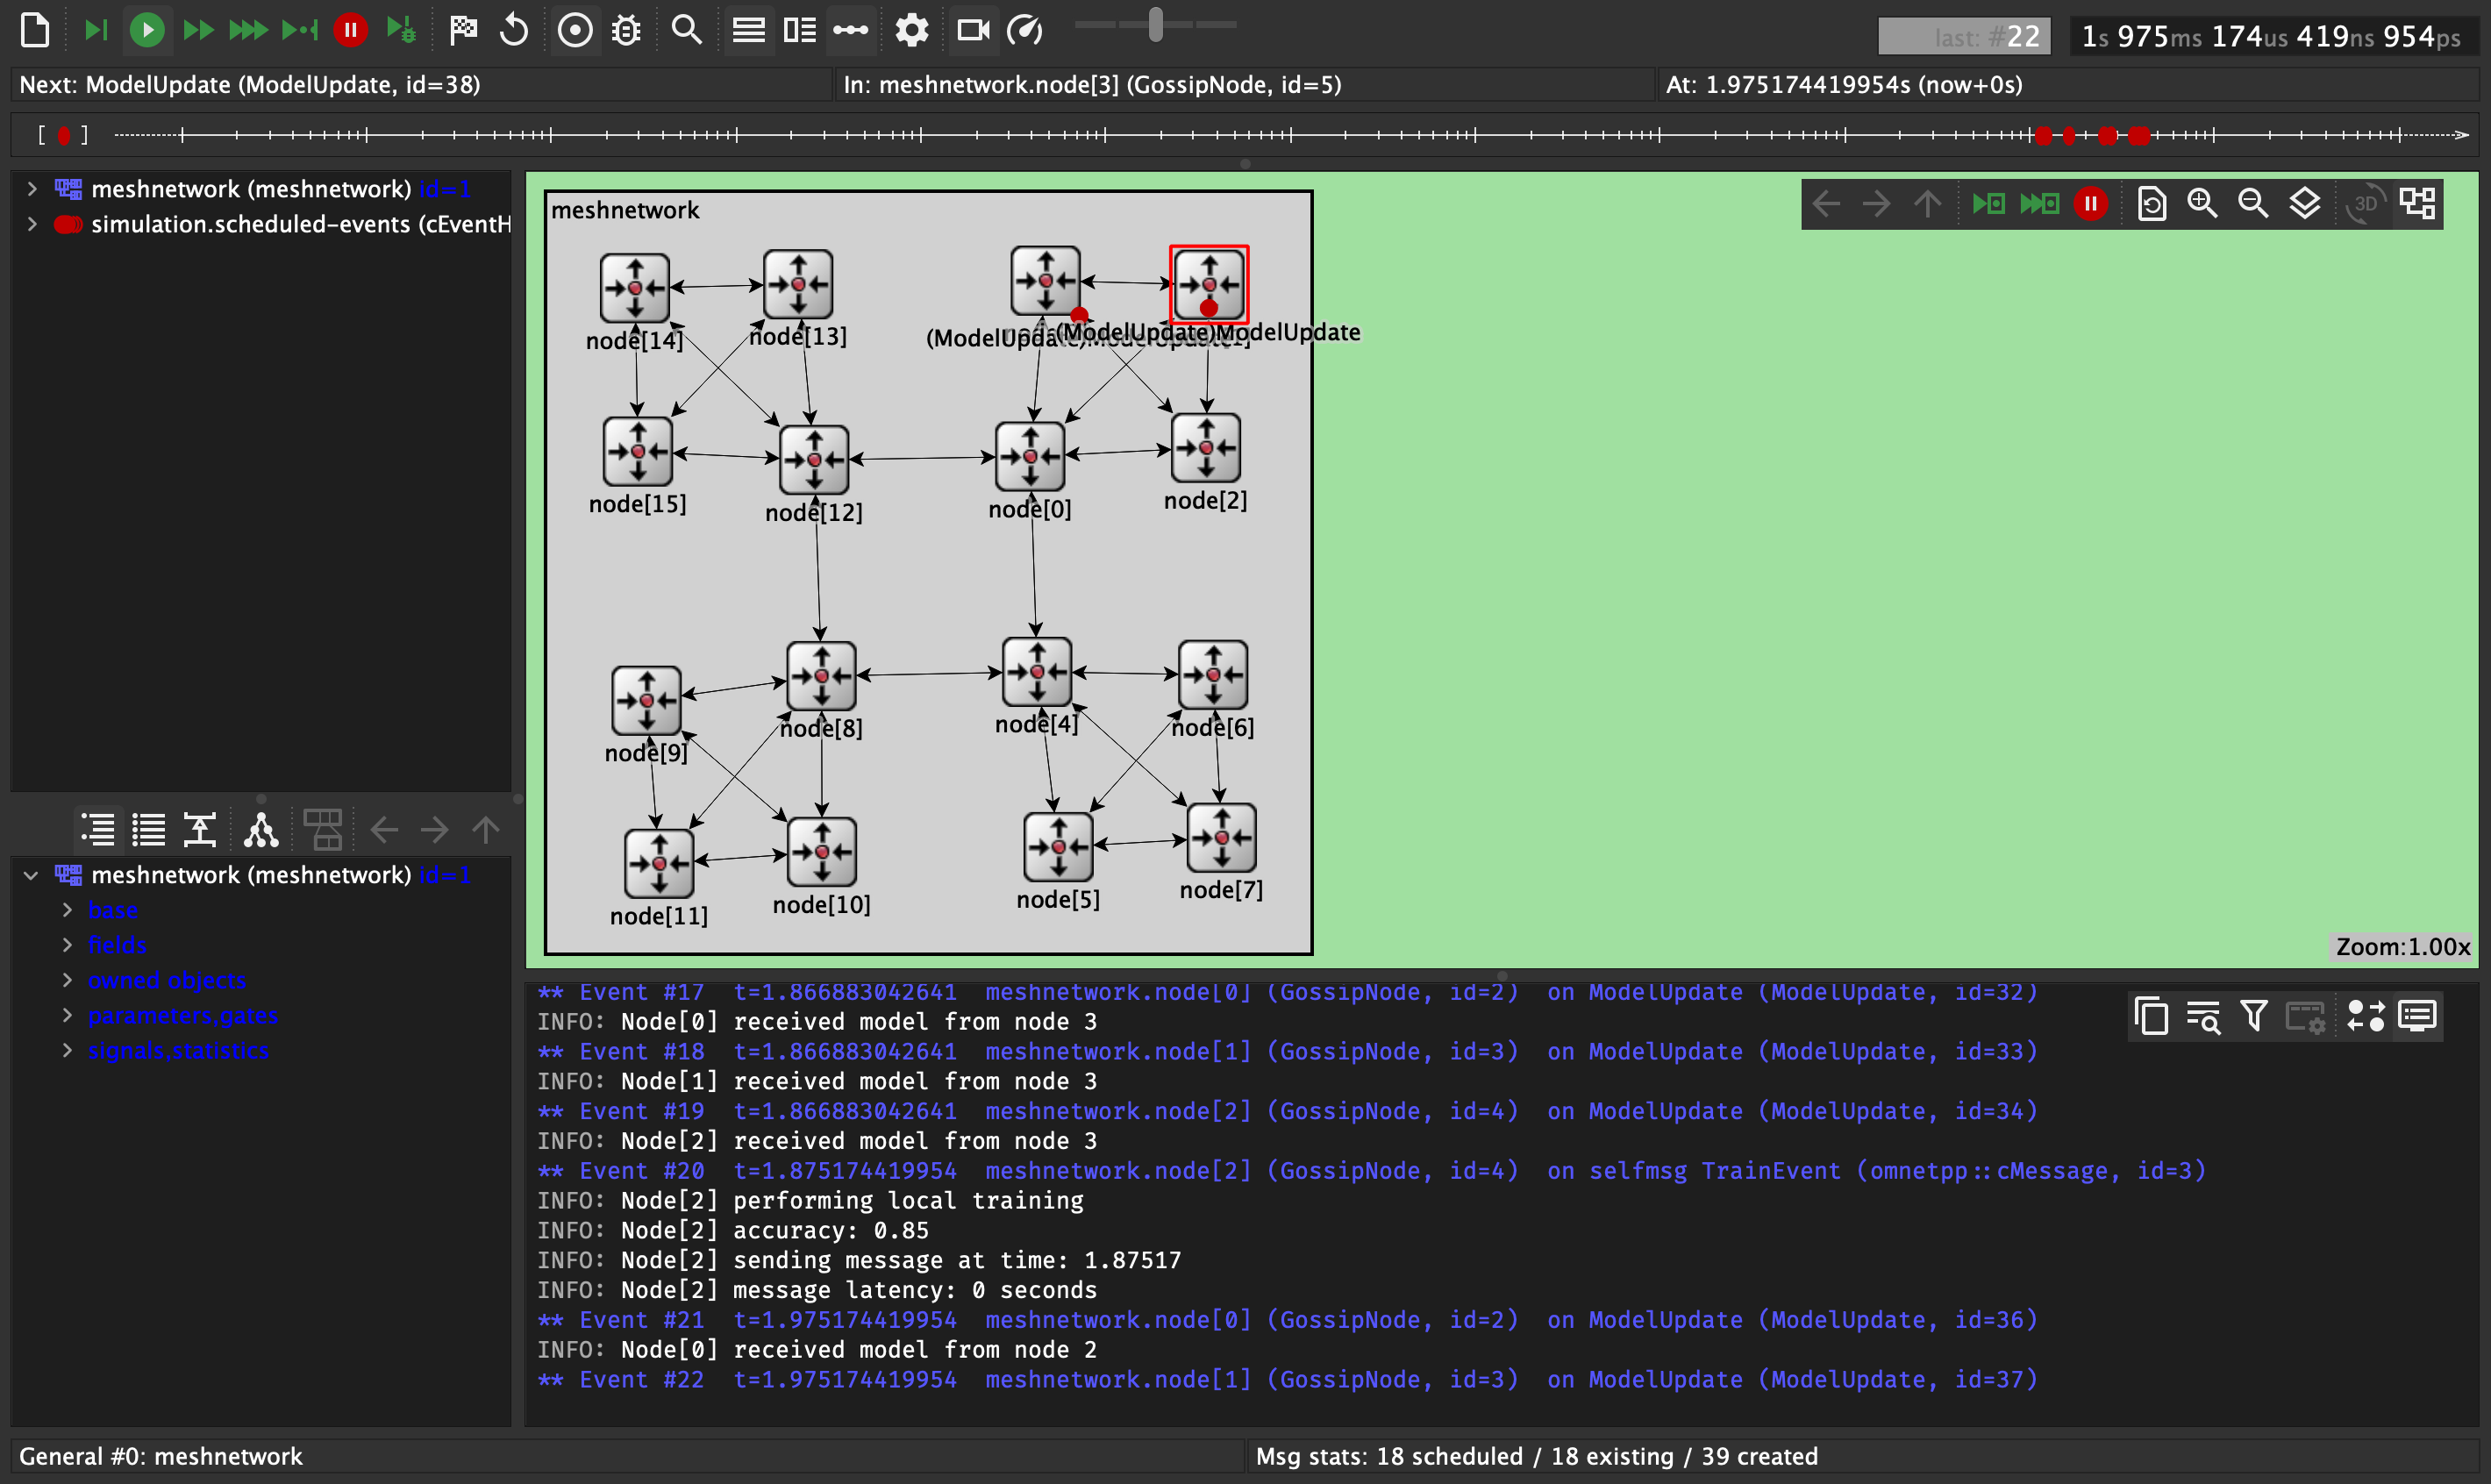 last: #22
1s 975ms 174us 419ns 954ps
Next: ModelUpdate (ModelUpdate, id=38)
In: meshnetwork.node[3] (GossipNode, id=5)
At: 1.975174419954s (now+0s)
[ ]
meshnetwork (meshnetwork) id=1
simulation.scheduled-events (cEventH
meshnetwork
3D
node[14]
node[13]
(ModelUpdate)ModelUpdate
(ModelUpdate)ModelUpdate
node[15]
node[12]
node[0]
node[2]
node[9]
node[8]
node[4]
node[6]
node[11]
node[10]
node[5]
node[7]
Zoom:1.00x
meshnetwork (meshnetwork) id=1
base
fields
owned objects
parameters,gates
signals,statistics
** Event #17  t=1.866883042641  meshnetwork.node[0] (GossipNode, id=2)  on ModelUpdate (ModelUpdate, id=32)
INFO: Node[0] received model from node 3
** Event #18  t=1.866883042641  meshnetwork.node[1] (GossipNode, id=3)  on ModelUpdate (ModelUpdate, id=33)
INFO: Node[1] received model from node 3
** Event #19  t=1.866883042641  meshnetwork.node[2] (GossipNode, id=4)  on ModelUpdate (ModelUpdate, id=34)
INFO: Node[2] received model from node 3
** Event #20  t=1.875174419954  meshnetwork.node[2] (GossipNode, id=4)  on selfmsg TrainEvent (omnetpp::cMessage, id=3)
INFO: Node[2] performing local training
INFO: Node[2] accuracy: 0.85
INFO: Node[2] sending message at time: 1.87517
INFO: Node[2] message latency: 0 seconds
** Event #21  t=1.975174419954  meshnetwork.node[0] (GossipNode, id=2)  on ModelUpdate (ModelUpdate, id=36)
INFO: Node[0] received model from node 2
** Event #22  t=1.975174419954  meshnetwork.node[1] (GossipNode, id=3)  on ModelUpdate (ModelUpdate, id=37)
General #0: meshnetwork
Msg stats: 18 scheduled / 18 existing / 39 created